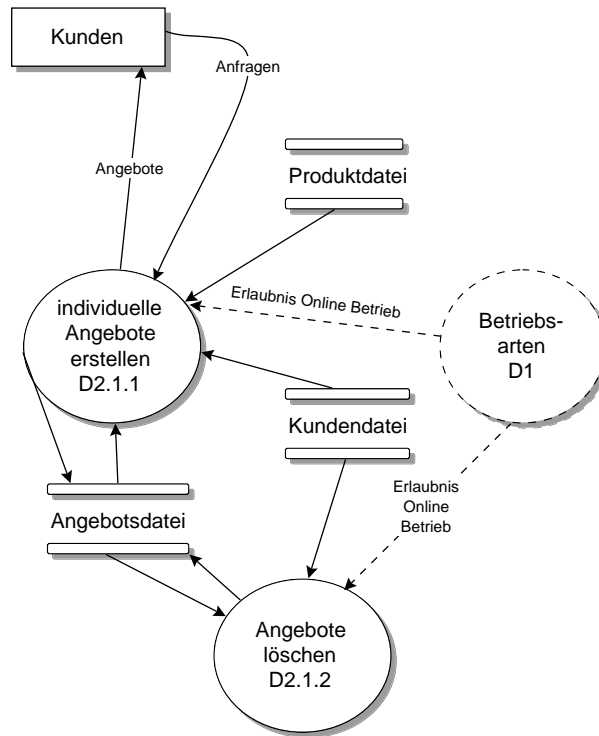 Kunden
Anfragen
Angebote
Produktdatei
individuelle
Angebote
erstellen
D2.1.1
Erlaubnis Online Betrieb
Betriebs-
arten
D1
Kundendatei
Erlaubnis
Online
Betrieb
Angebotsdatei
Angebote
löschen
D2.1.2